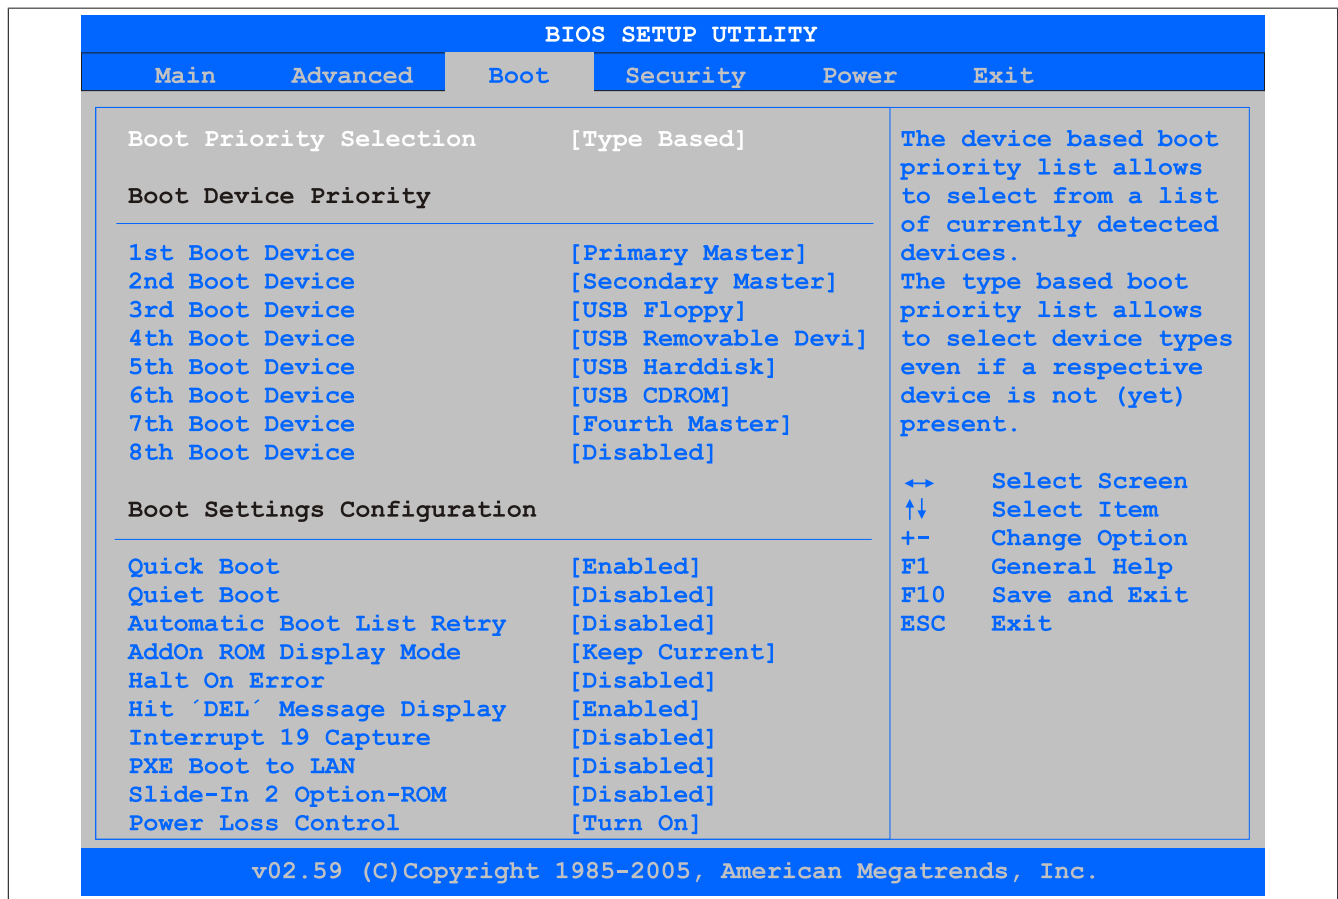 BIOS SETUP UTILITY
Main Advanced Boot Security Power Exit
Boot Priority Selection [Type Based]
Boot Device Priority
1st Boot Device [Primary Master]
2nd Boot Device [Secondary Master]
3rd Boot Device [USB Floppy]
4th Boot Device [USB Removable Devi]
5th Boot Device [USB Harddisk]
6th Boot Device [USB CDROM]
7th Boot Device [Fourth Master]
8th Boot Device [Disabled]
Boot Settings Configuration
Quick Boot [Enabled]
Quiet Boot [Disabled]
Automatic Boot List Retry [Disabled]
AddOn ROM Display Mode [Keep Current]
Halt On Error [Disabled]
Hit ´DEL´ Message Display [Enabled]
Interrupt 19 Capture [Disabled]
PXE Boot to LAN [Disabled]
Slide-In 2 Option-ROM [Disabled]
Power Loss Control [Turn On]
The device based boot
priority list allows
to select from a list
of currently detected
devices.
The type based boot
priority list allows
to select device types
even if a respective
device is not (yet)
present.
↔ Select Screen
↑↓ Select Item
+- Change Option
F1 General Help
F10 Save and Exit
ESC Exit
v02.59 (C)Copyright 1985-2005, American Megatrends, Inc.